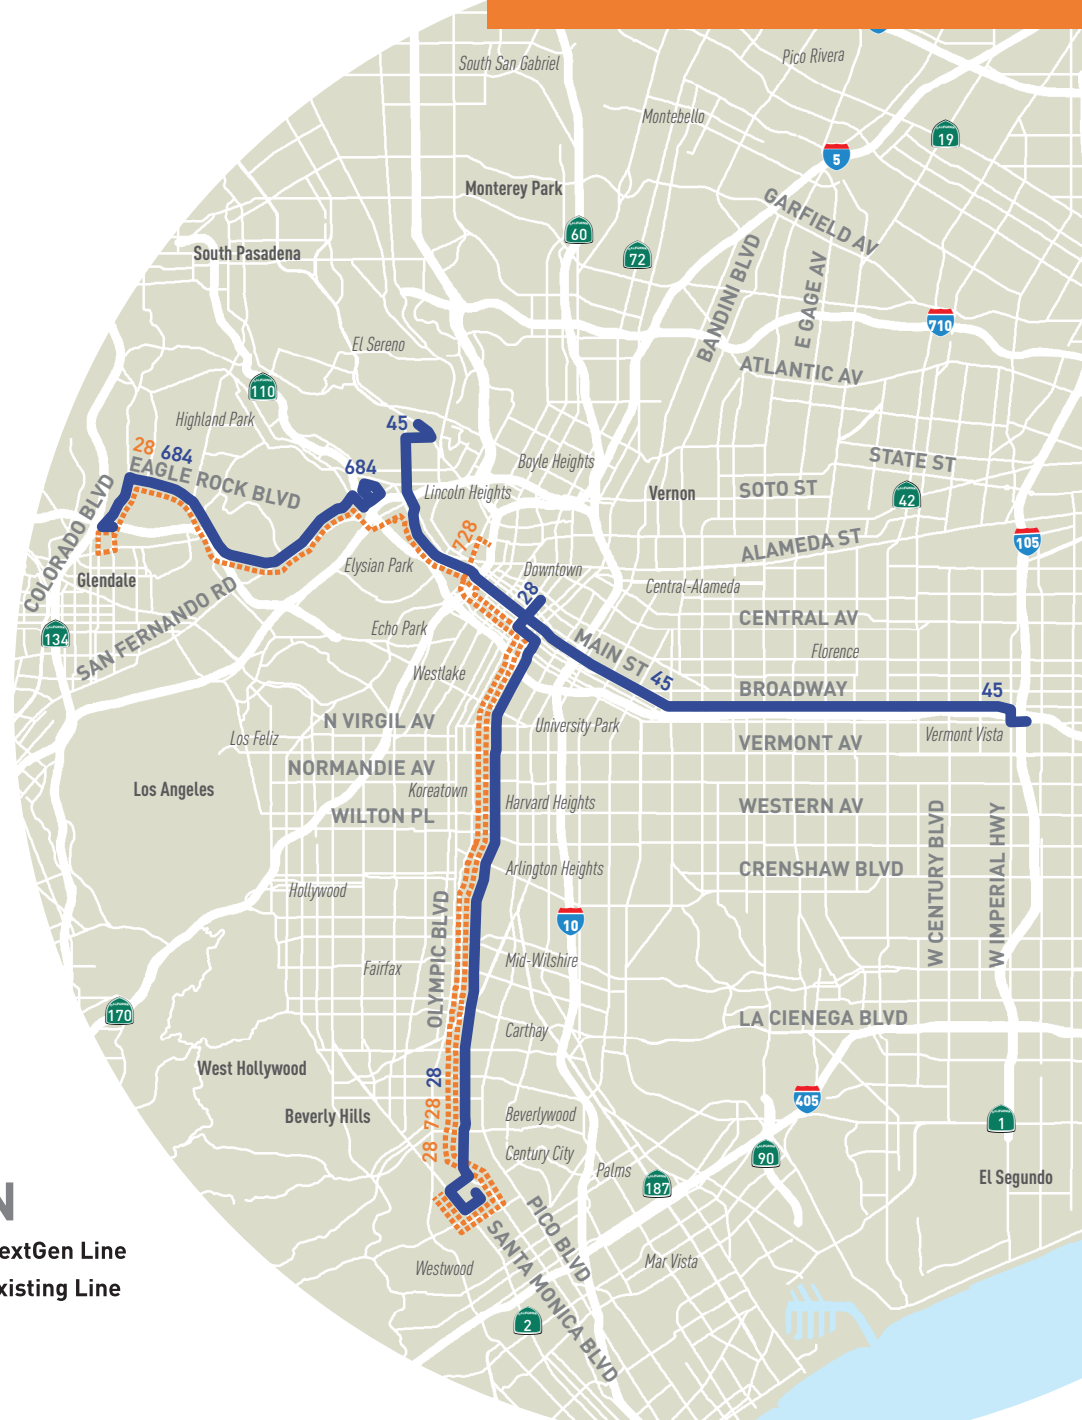 South San Gabriel
Pico Rivera
Montebello
19
5
Monterey Park
GARFIELD AV
60
72
South Pasadena
BANDINI BLVD
E GAGE AV
710
El Sereno
ATLANTIC AV
110
Highland Park
45
28 684
EAGLE ROCK BLVD
684
Boyle Heights
STATE ST
Lincoln Heights
Vernon
SOTO ST
42
COLORADO BLVD
728
ALAMEDA ST
105
Glendale
Elysian Park
Downtown
28
Central-Alameda
SAN FERNANDO RD
134
Echo Park
CENTRAL AV
MAIN ST 45
Florence
Westlake
BROADWAY
45
N VIRGIL AV
University Park
Vermont Vista
Los Feliz
VERMONT AV
NORMANDIE AV
Los Angeles
Koreatown
Harvard Heights
WESTERN AV
WILTON PL
W CENTURY BLVD
W IMPERIAL HWY
Arlington Heights
CRENSHAW BLVD
Hollywood
OLYMPIC BLVD
10
Fairfax
Mid-Wilshire
170
Carthay
LA CIENEGA BLVD
West Hollywood
28 728 28
405
Beverly Hills
Beverlywood
1
Century City
90
Palms
187
El Segundo
N
PICO BLVD
extGen Line
SANTA MONICA BLVD
Westwood
Mar Vista
xisting Line
2